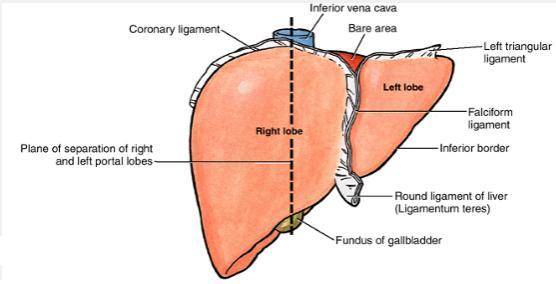 Inferior vena cava
Coronary ligament
Bare area
Left triangular
ligament
Left lobe
Falciform
ligament
Right lobe
Plane of separation of right
and left portal lobes
Inferior border
Round ligament of liver
(Ligamentum teres)
Fundus of gallbladder